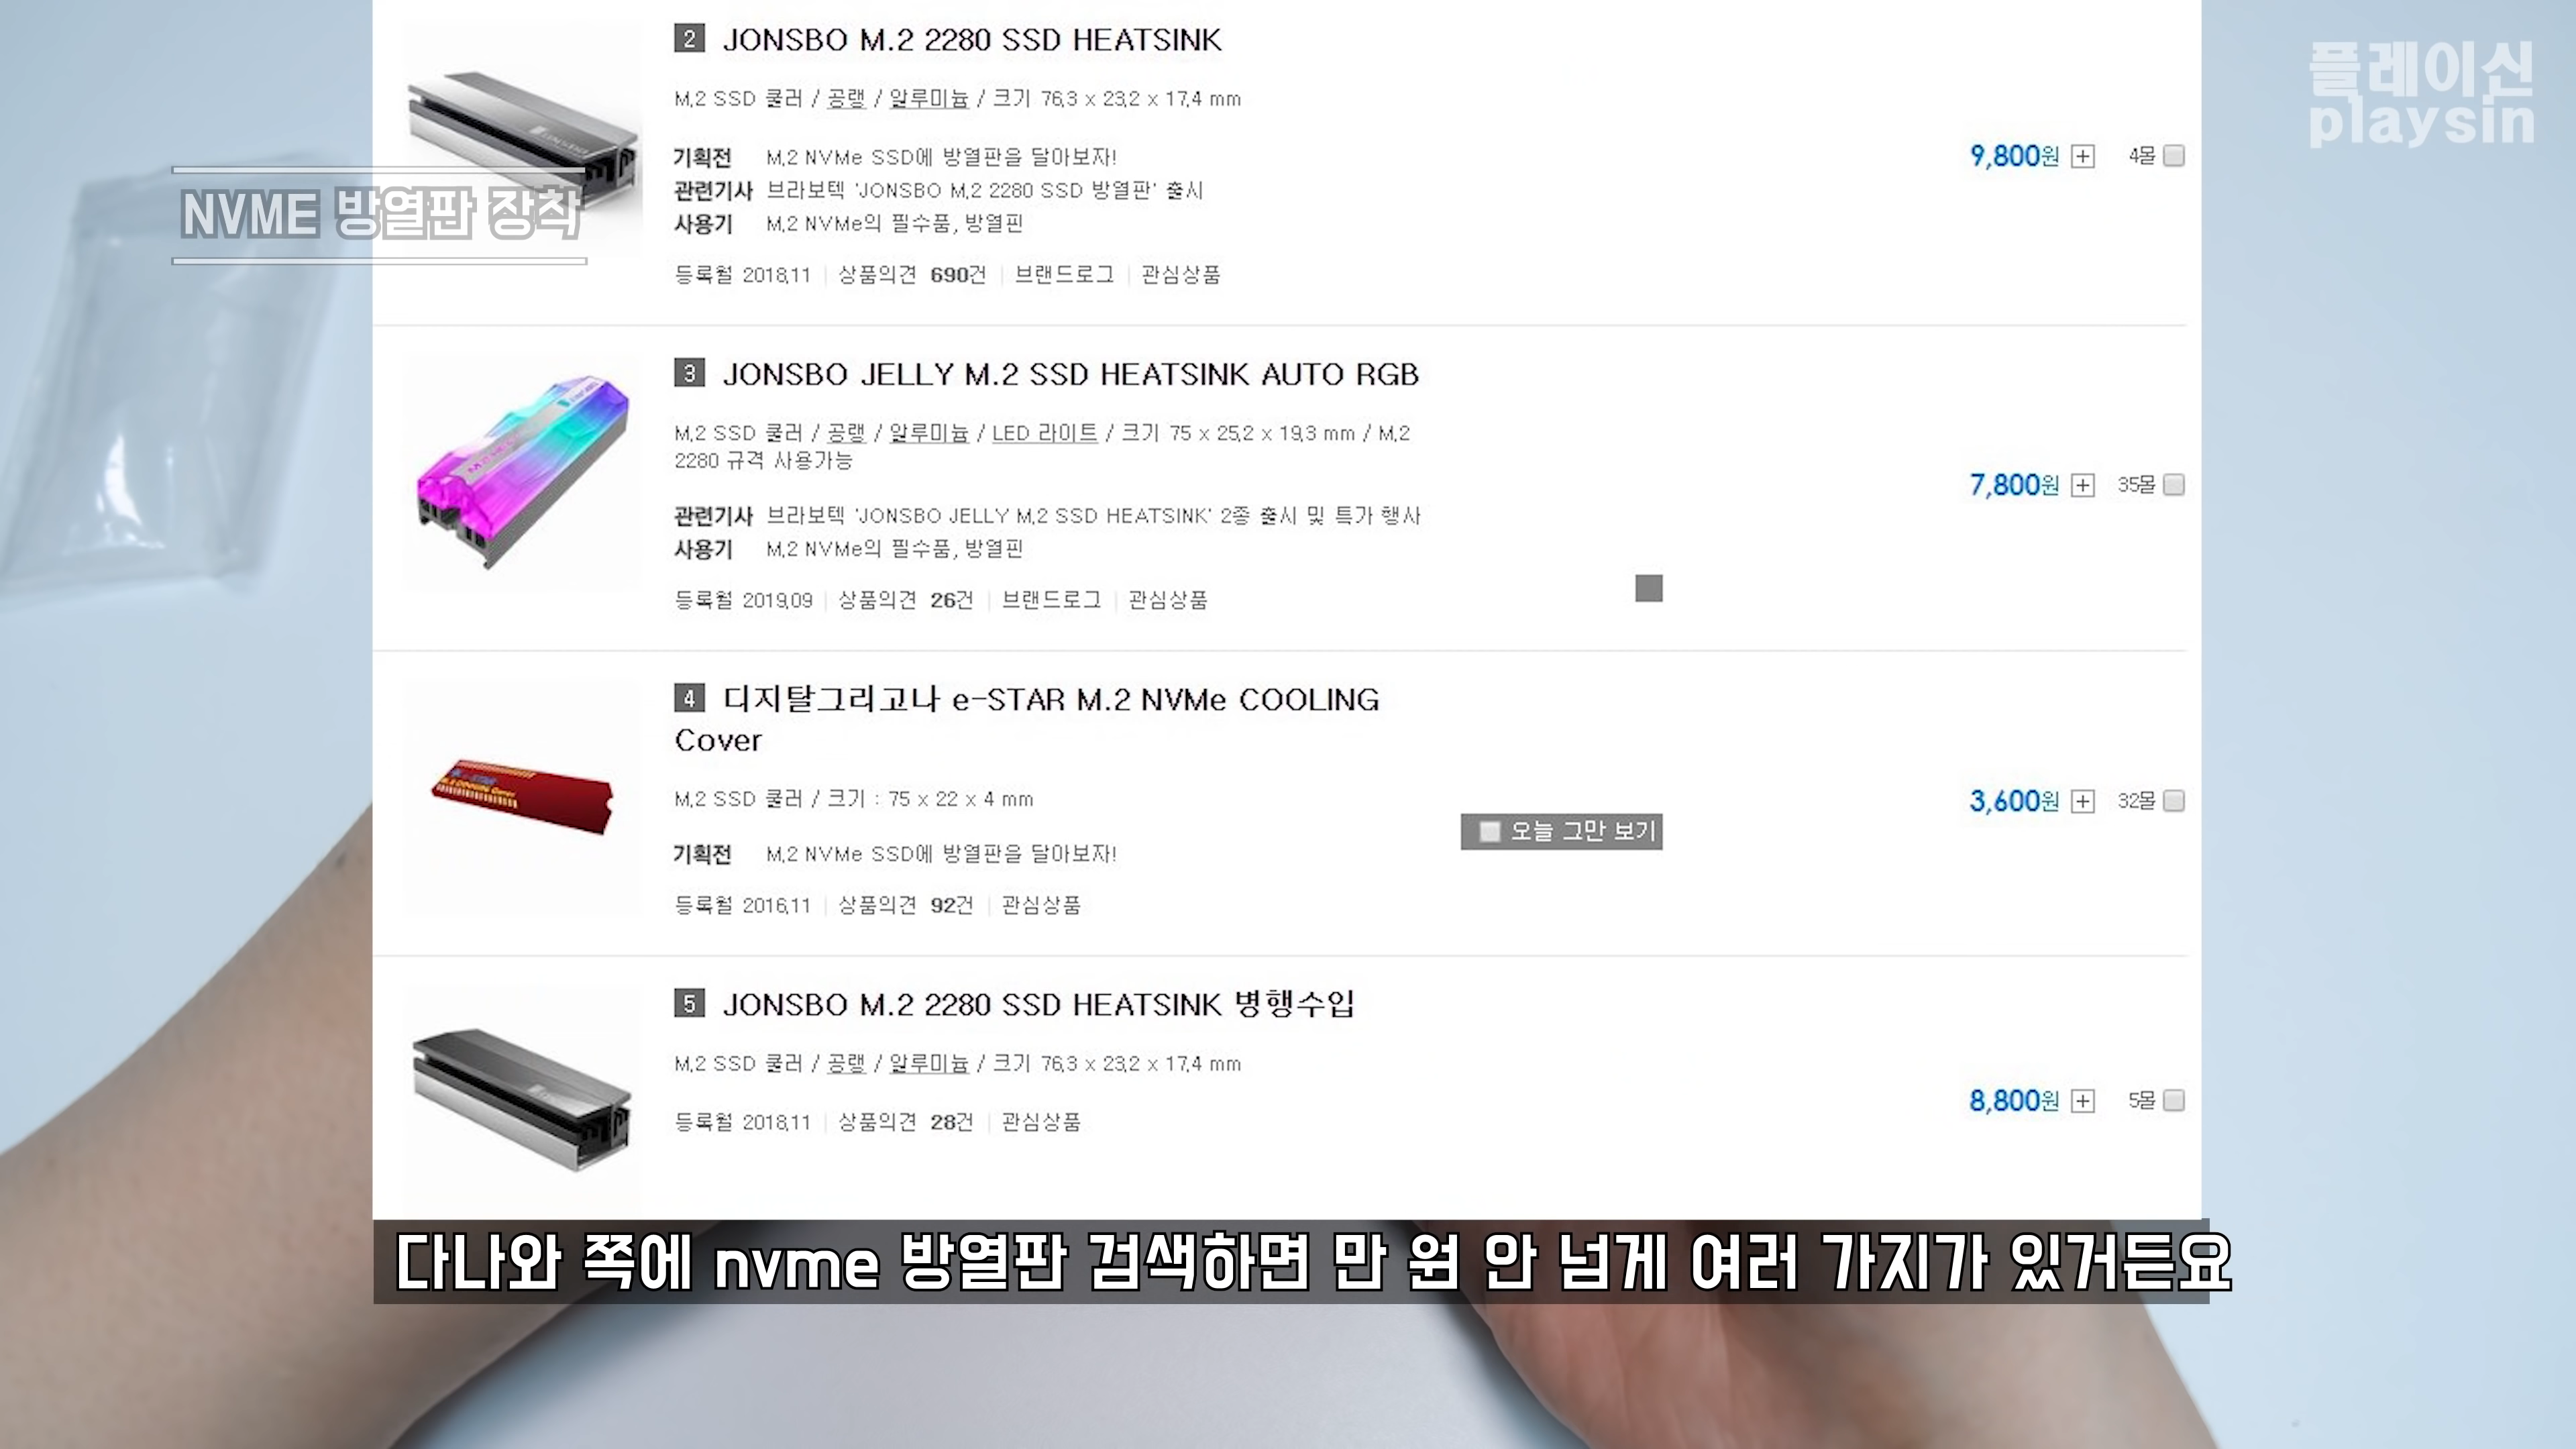 플레이신
playsin
NVME 방열판 장착
2 JONSBO M.2 2280 SSD HEATSINK
M.2 SSD 쿨러 / 공랭 / 알루미늄 / 크기 76.3 x 23.2 x 17.4 mm
기획전 M.2 NVMe SSD에 방열판을 달아보자!
관련기사 브라보텍 'JONSBO M.2 2280 SSD 방열판' 출시
사용기 M.2 NVMe의 필수품, 방열핀
등록월 2018.11 상품의견 690건 브랜드로그 관심상품
9,800원 4몰
3 JONSBO JELLY M.2 SSD HEATSINK AUTO RGB
M.2 SSD 쿨러 / 공랭 / 알루미늄 / LED 라이트 / 크기 75 x 25.2 x 19.3 mm / M.2
2280 규격 사용가능
관련기사 브라보텍 'JONSBO JELLY M.2 SSD HEATSINK' 2종 출시 및 특가 행사
사용기 M.2 NVMe의 필수품, 방열핀
등록월 2019.09 상품의견 26건 브랜드로그 관심상품
7,800원 35몰
4 디지탈그리고나 e-STAR M.2 NVMe COOLING
Cover
M.2 SSD 쿨러 / 크기 : 75 x 22 x 4 mm
기획전 M.2 NVMe SSD에 방열판을 달아보자!
등록월 2016.11 상품의견 92건 관심상품
3,600원 32몰
오늘 그만 보기
5 JONSBO M.2 2280 SSD HEATSINK 병행수입
M.2 SSD 쿨러 / 공랭 / 알루미늄 / 크기 76.3 x 23.2 x 17.4 mm
등록월 2018.11 상품의견 28건 관심상품
8,800원 5몰
다나와 쪽에 nvme 방열판 검색하면 만 원 안 넘게 여러 가지가 있거든요